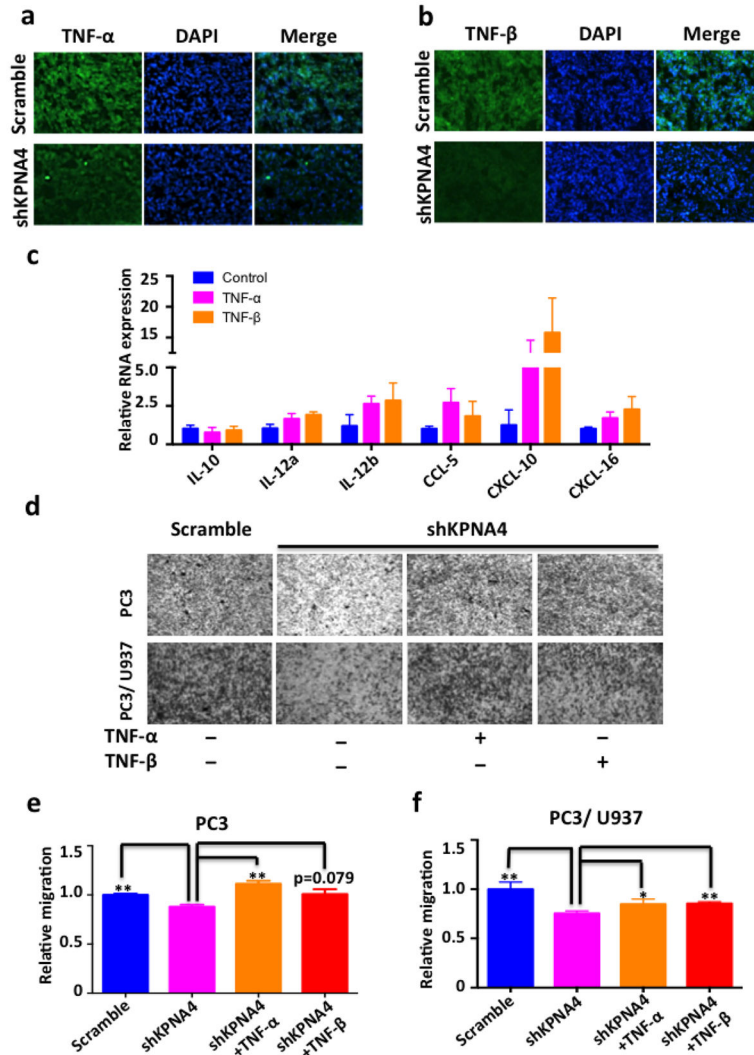 a
TNF-α DAPI Merge
Scramble
shKPNA4
b
TNF-β DAPI Merge
Scramble
shKPNA4
c
Relative RNA expression
25
20
15
10
5.0
2.5
0
Control
TNF-α
TNF-β
IL-10 IL-12a IL-12b CCL-5 CXCL-10 CXCL-16
d
Scramble shKPNA4
PC3
PC3/ U937
TNF-α – – + –
TNF-β – – – +
e
PC3
Relative migration
1.5
1.0
0.5
0
** ** p=0.079
Scramble shKPNA4 shKPNA4 +TNF-α shKPNA4 +TNF-β
f
PC3/ U937
Relative migration
1.5
1.0
0.5
0
** * **
Scramble shKPNA4 shKPNA4 +TNF-α shKPNA4 +TNF-β